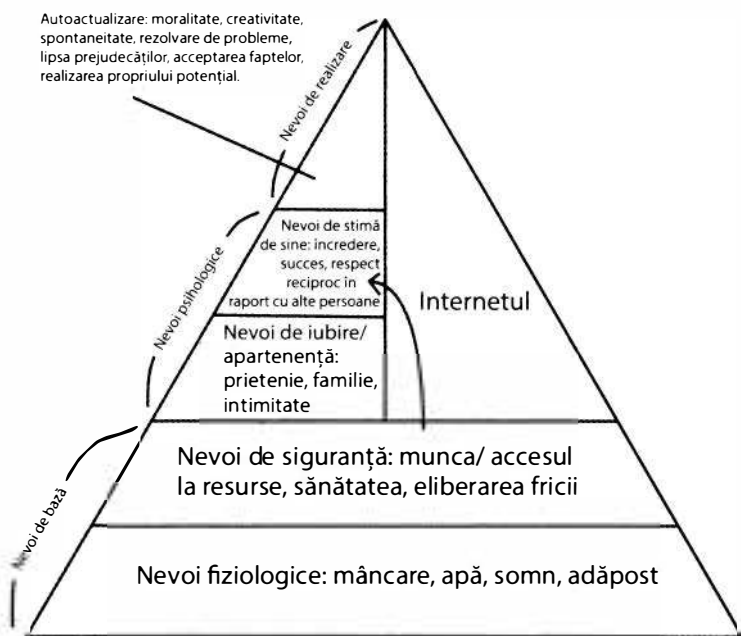 Autoactualizare: moralitate, creativitate,
spontaneitate, rezolvare de probleme,
lipsa prejudecăților, acceptarea faptelor,
realizarea propriului potențial.
Nevoi de realizare
Nevoi psihologice
Nevoi de bază
Nevoi de stimă
de sine: incredere,
succes, respect
reciproc in
raport cu alte persoane
Internetul
Nevoi de iubire/
apartenență:
prietenie, familie,
intimitate
Nevoi de siguranță: munca/ accesul
la resurse, sănătatea, eliberarea fricii
Nevoi fiziologice: mâncare, apă, somn, adăpost